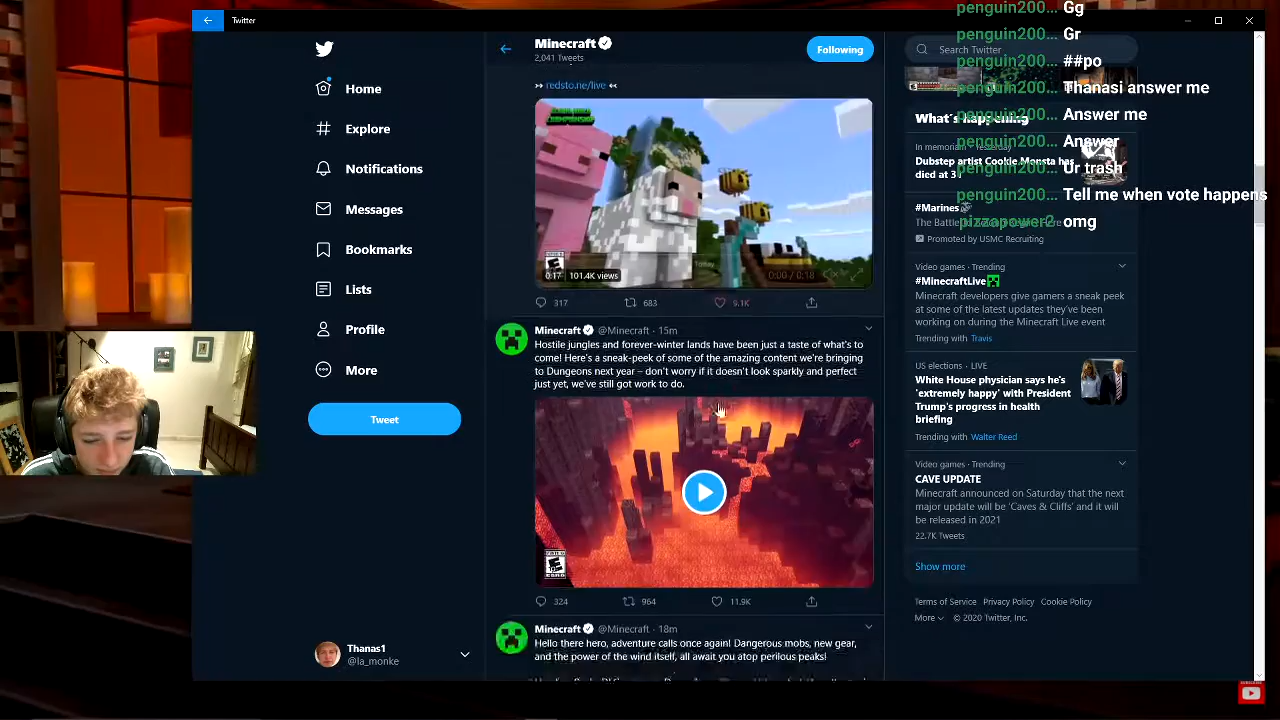 Twitter
Home
Explore
Notifications
Messages
Bookmarks
Lists
Profile
More
Tweet
Thanas1
@la_monke
Minecraft
2,041 Tweets
Following
redsto.ne/live
0:17 101.4K views
0:00 / 0:18
317 683 9.1K
Minecraft @Minecraft · 15m
Hostile jungles and forever-winter lands have been just a taste of what's to
come! Here's a sneak-peek of some of the amazing content we're bringing
to Dungeons next year – don't worry if it doesn't look sparkly and perfect
just yet, we've still got work to do.
324 964 11.9K
Minecraft @Minecraft · 18m
Hello there hero, adventure calls once again! Dangerous mobs, new gear,
and the power of the wind itself, all await you atop perilous peaks!
Search Twitter
What's happening
In memoriam · Yesterday
Dubstep artist Cookie Monsta has
died at 31
#Marines
The Battle
Promoted by USMC Recruiting
Video games · Trending
#MinecraftLive
Minecraft developers give gamers a sneak peek
at some of the latest updates they've been
working on during the Minecraft Live event
Trending with Travis
US elections · LIVE
White House physician says he's
'extremely happy' with President
Trump's progress in health
briefing
Trending with Walter Reed
Video games · Trending
CAVE UPDATE
Minecraft announced on Saturday that the next
major update will be 'Caves & Cliffs' and it will
be released in 2021
22.7K Tweets
Show more
Terms of Service Privacy Policy Cookie Policy
More © 2020 Twitter, Inc.
penguin200... Gg
penguin200... Gr
penguin200... ##po
penguin200... Thanasi answer me
penguin200... Answer me
penguin200... Answer
penguin200... Ur trash
penguin200... Tell me when vote happens
pizzapower2 omg